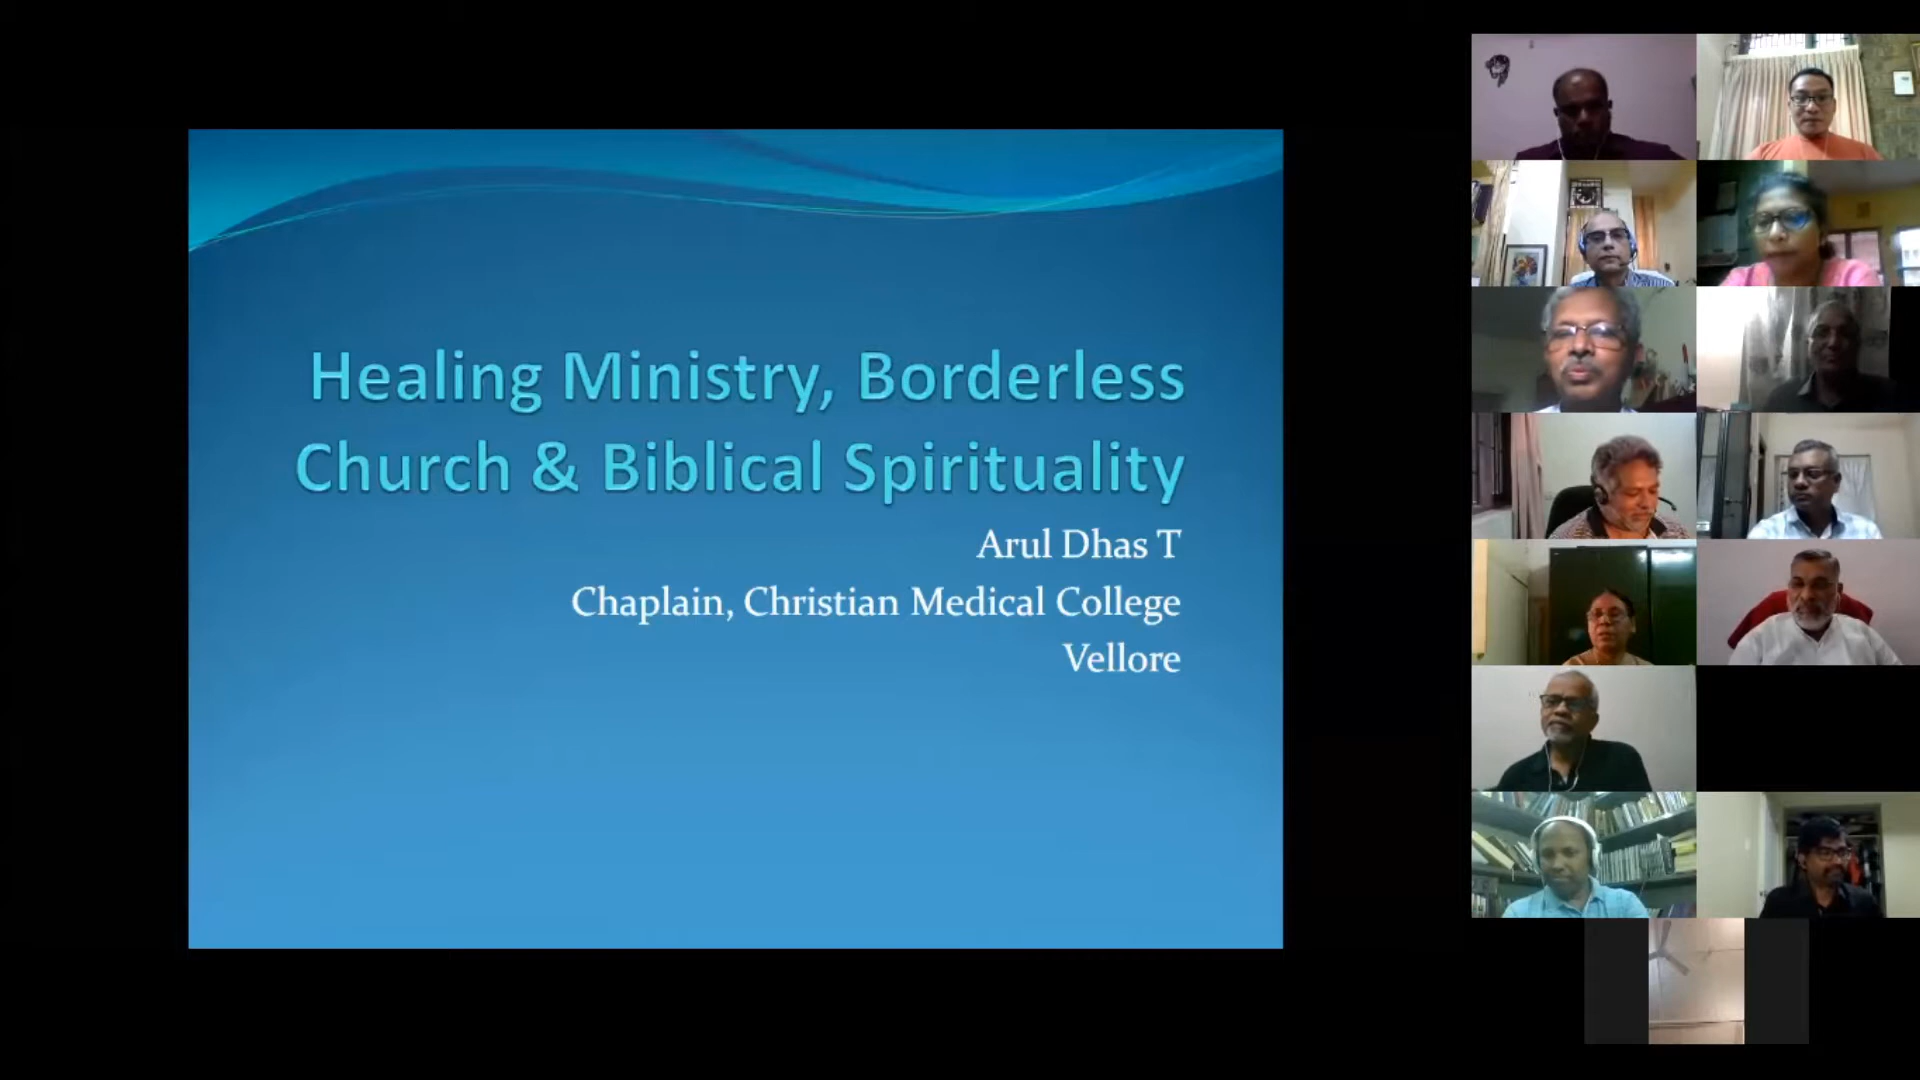 Healing Ministry, Borderless
Church & Biblical Spirituality
Arul Dhas T
Chaplain, Christian Medical College
Vellore